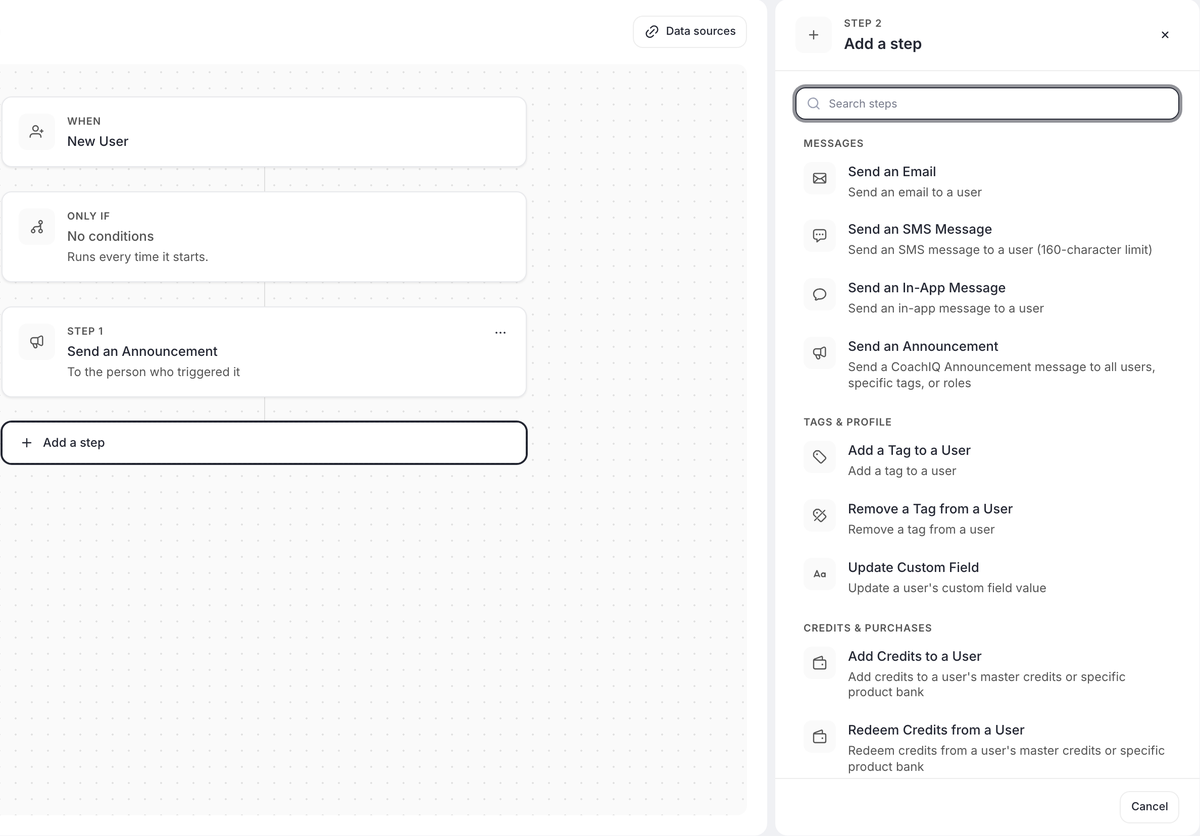 Data sources
WHEN
New User
ONLY IF
No conditions
Runs every time it starts.
STEP 1
...
Send an Announcement
To the person who triggered it
+ Add a step
STEP 2
Add a step
Search steps
MESSAGES
Send an Email
Send an email to a user
Send an SMS Message
Send an SMS message to a user (160-character limit)
Send an In-App Message
Send an in-app message to a user
Send an Announcement
Send a CoachIQ Announcement message to all users,
specific tags, or roles
TAGS & PROFILE
Add a Tag to a User
Add a tag to a user
Remove a Tag from a User
Remove a tag from a user
Aa
Update Custom Field
Update a user's custom field value
CREDITS & PURCHASES
Add Credits to a User
Add credits to a user's master credits or specific
product bank
Redeem Credits from a User
Redeem credits from a user's master credits or specific
product bank
Cancel